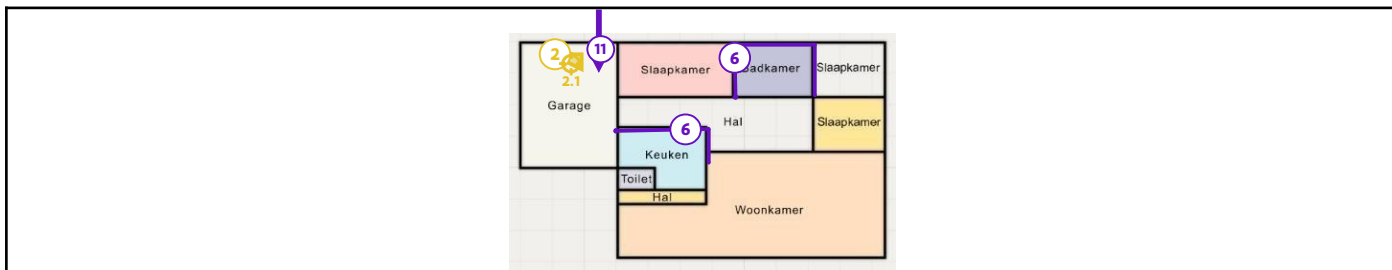 2
11
2.1
Slaapkamer
6
Badkamer
Slaapkamer
Garage
Hal
Slaapkamer
6
Keuken
Toilet
Hal
Woonkamer